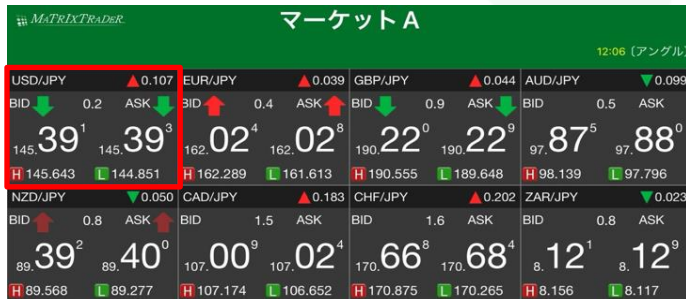 MATRIXTRADER マーケット A
12:06 (アングル)
USD/JPY ▲0.107 EUR/JPY ▲0.039 GBP/JPY ▲0.044 AUD/JPY ▼0.099
BID 0.2 ASK BID 0.4 ASK BID 0.9 ASK BID 0.5 ASK
145.391 145.393 162.024 162.028 190.220 190.229 97.875 97.880
H 145.643 L 144.851 H 162.289 L 161.613 H 190.555 L 189.648 H 98.139 L 97.796
NZD/JPY ▼0.050 CAD/JPY ▲0.183 CHF/JPY ▲0.202 ZAR/JPY ▼0.023
BID 0.8 ASK BID 1.5 ASK BID 1.6 ASK BID 0.8 ASK
89.392 89.400 107.009 107.024 170.668 170.684 8.121 8.129
H 89.568 L 89.277 H 107.174 L 106.652 H 170.875 L 170.265 H 8.156 L 8.117